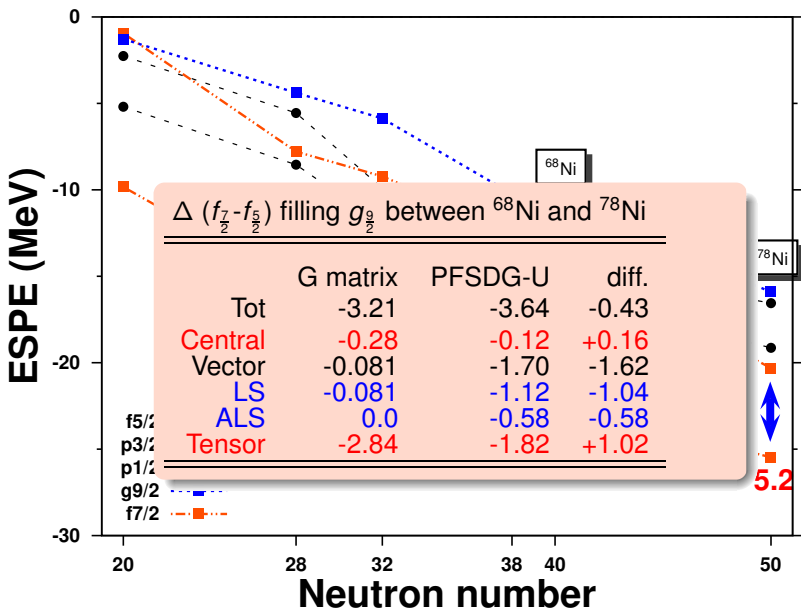 0
-10
-20
-30
ESPE (MeV)
68Ni
78Ni
Δ (f7/2-f5/2) filling g9/2 between 68Ni and 78Ni
G matrix PFSDG-U diff.
Tot -3.21 -3.64 -0.43
Central -0.28 -0.12 +0.16
Vector -0.081 -1.70 -1.62
LS -0.081 -1.12 -1.04
ALS 0.0 -0.58 -0.58
Tensor -2.84 -1.82 +1.02
f5/2
p3/2
p1/2
g9/2
f7/2
5.2
20 28 32 38 40 50
Neutron number